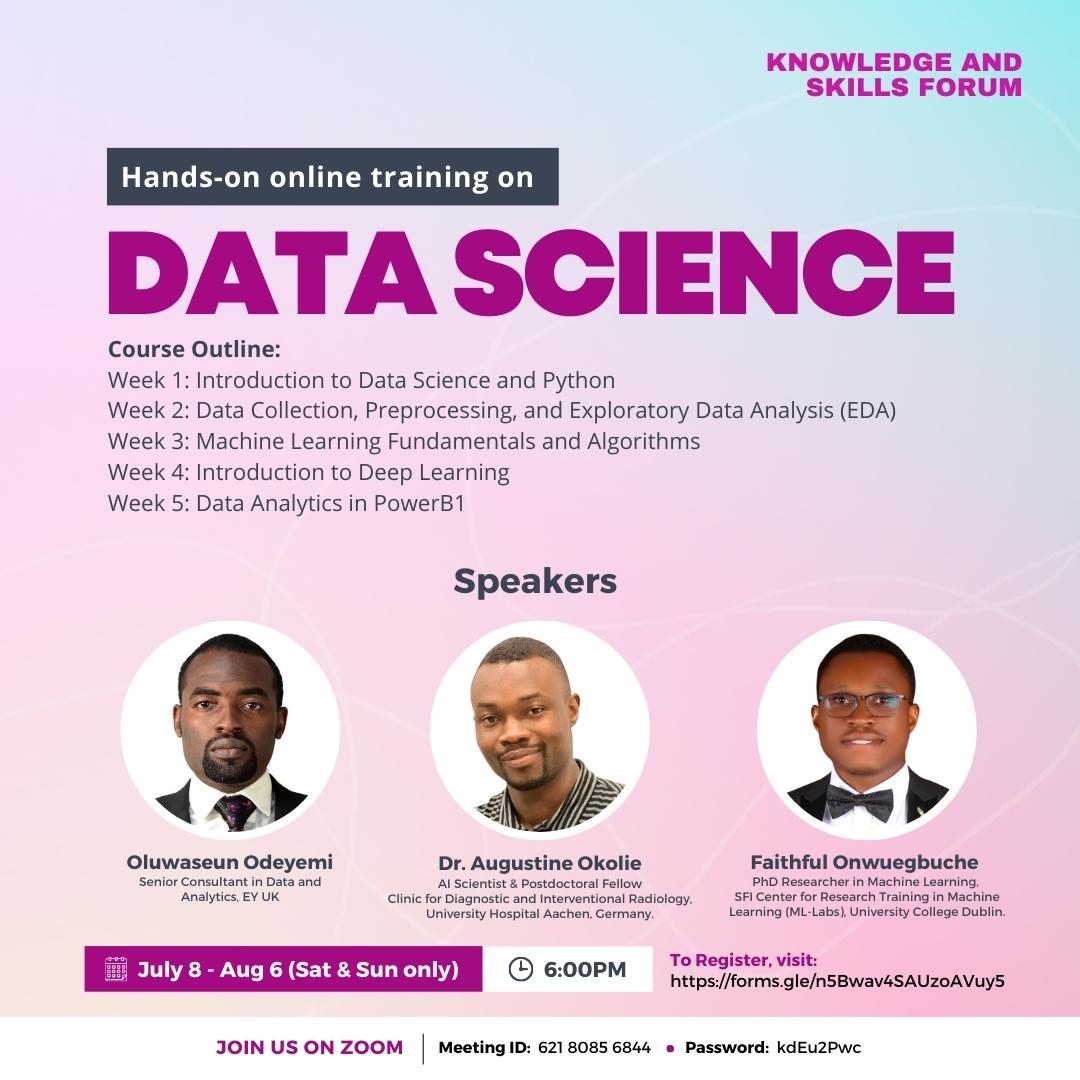 KNOWLEDGE AND
SKILLS FORUM
Hands-on online training on
DATA SCIENCE
Course Outline:
Week 1: Introduction to Data Science and Python
Week 2: Data Collection, Preprocessing, and Exploratory Data Analysis (EDA)
Week 3: Machine Learning Fundamentals and Algorithms
Week 4: Introduction to Deep Learning
Week 5: Data Analytics in PowerB1
Speakers
Oluwaseun Odeyemi
Senior Consultant in Data and
Analytics, EY UK
Dr. Augustine Okolie
AI Scientist & Postdoctoral Fellow
Clinic for Diagnostic and Interventional Radiology,
University Hospital Aachen, Germany.
Faithful Onwuegbuche
PhD Researcher in Machine Learning,
SFI Center for Research Training in Machine
Learning (ML-Labs), University College Dublin.
July 8 - Aug 6 (Sat & Sun only)
6:00PM
To Register, visit:
https://forms.gle/n5Bwav4SAUzoAVuy5
JOIN US ON ZOOM
Meeting ID: 621 8085 6844 • Password: kdEu2Pwc